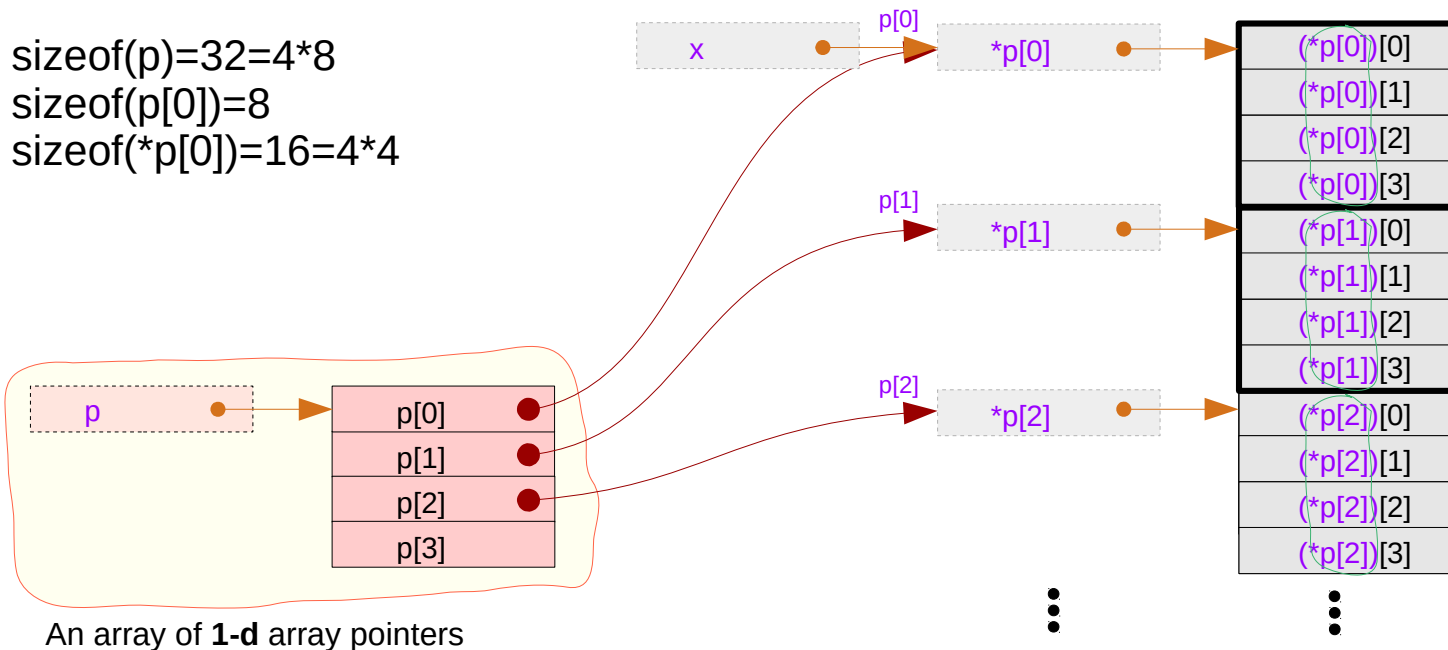 sizeof(p)=32=4*8
sizeof(p[0])=8
sizeof(*p[0])=16=4*4
x
p[0]
*p[0]
(*p[0])[0]
(*p[0])[1]
(*p[0])[2]
(*p[0])[3]
p[1]
*p[1]
(*p[1])[0]
(*p[1])[1]
(*p[1])[2]
(*p[1])[3]
p[2]
*p[2]
(*p[2])[0]
(*p[2])[1]
(*p[2])[2]
(*p[2])[3]
p
p[0]
p[1]
p[2]
p[3]
An array of 1-d array pointers